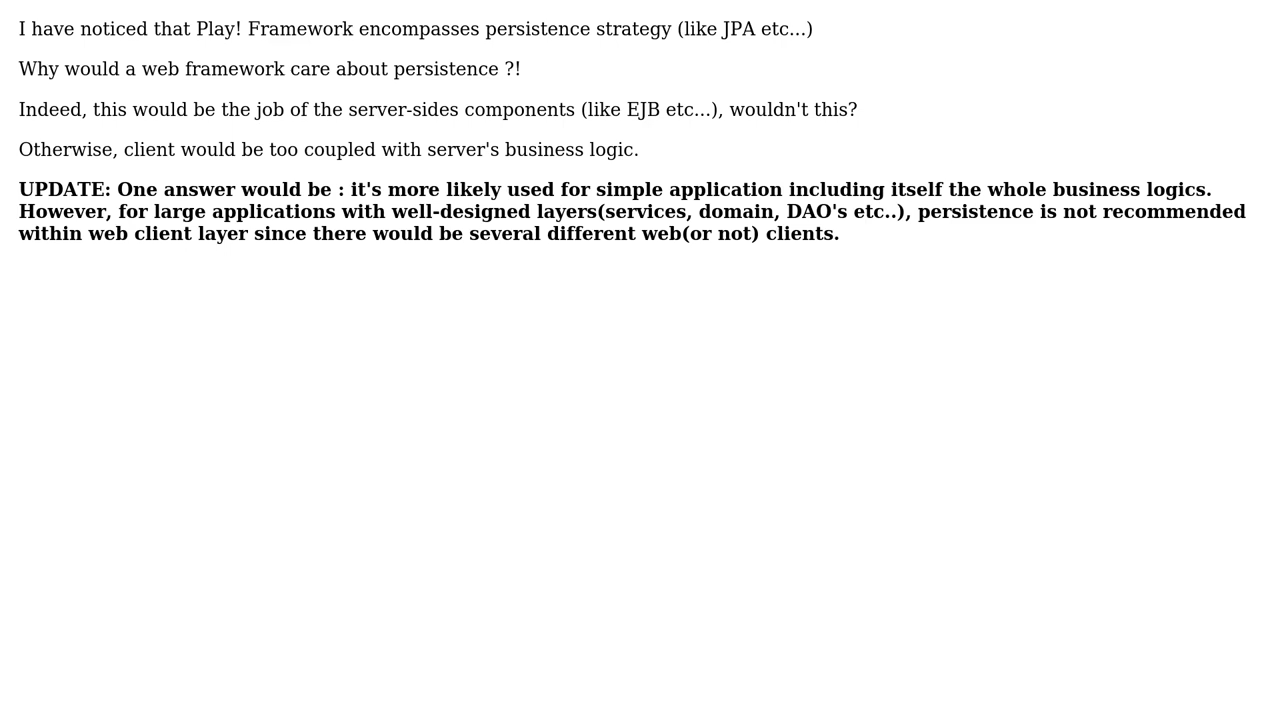 I have noticed that Play! Framework encompasses persistence strategy (like JPA etc...)
Why would a web framework care about persistence ?!
Indeed, this would be the job of the server-sides components (like EJB etc...), wouldn't this?
Otherwise, client would be too coupled with server's business logic.
UPDATE: One answer would be : it's more likely used for simple application including itself the whole business logics.
However, for large applications with well-designed layers(services, domain, DAO's etc..), persistence is not recommended
within web client layer since there would be several different web(or not) clients.